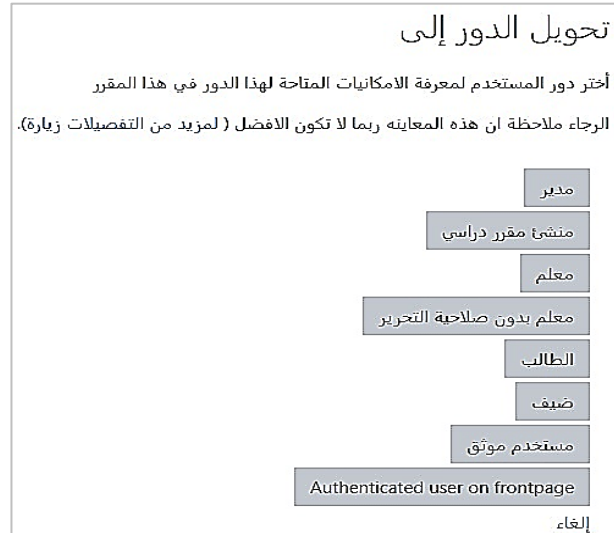 تحويل الدور إلى
أختر دور المستخدم لمعرفة الامكانيات المتاحة لهذا الدور في هذا المقرر
الرجاء ملاحظة ان هذه المعاينه ربما لا تكون الافضل ( لمزيد من التفصيلات زيارة).
مدير
منشئ مقرر دراسي
معلم
معلم بدون صلاحية التحرير
الطالب
ضيف
مستخدم موثق
Authenticated user on frontpage
إلغاء